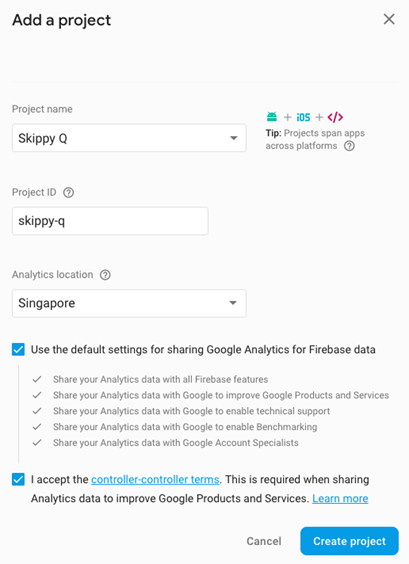 Add a project
Project name
Skippy Q
+ iOS + </>
Tip: Projects span apps
across platforms
Project ID
skippy-q
Analytics location
Singapore
Use the default settings for sharing Google Analytics for Firebase data
Share your Analytics data with all Firebase features
Share your Analytics data with Google to improve Google Products and Services
Share your Analytics data with Google to enable technical support
Share your Analytics data with Google to enable Benchmarking
Share your Analytics data with Google Account Specialists
I accept the controller-controller terms. This is required when sharing
Analytics data to improve Google Products and Services. Learn more
Cancel Create project